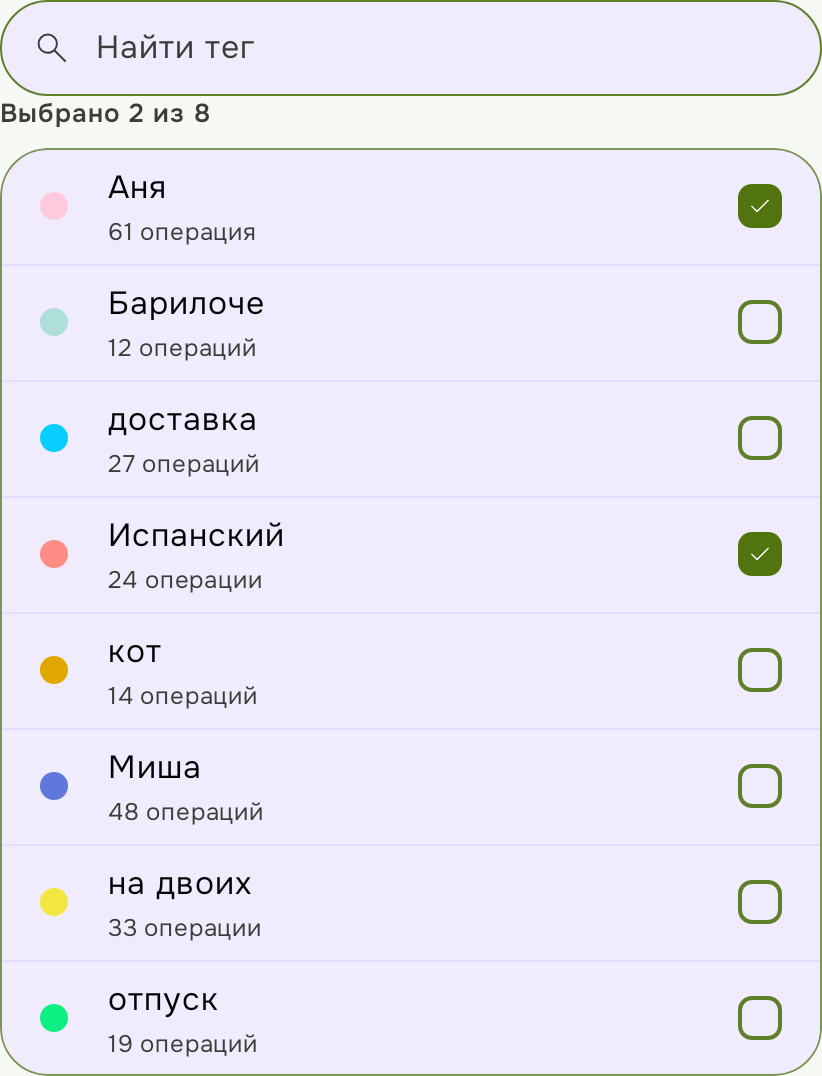 Найти тег
Выбрано 2 из 8
Аня
61 операция
Барилоче
12 операций
доставка
27 операций
Испанский
24 операции
кот
14 операций
Миша
48 операций
на двоих
33 операции
отпуск
19 операций